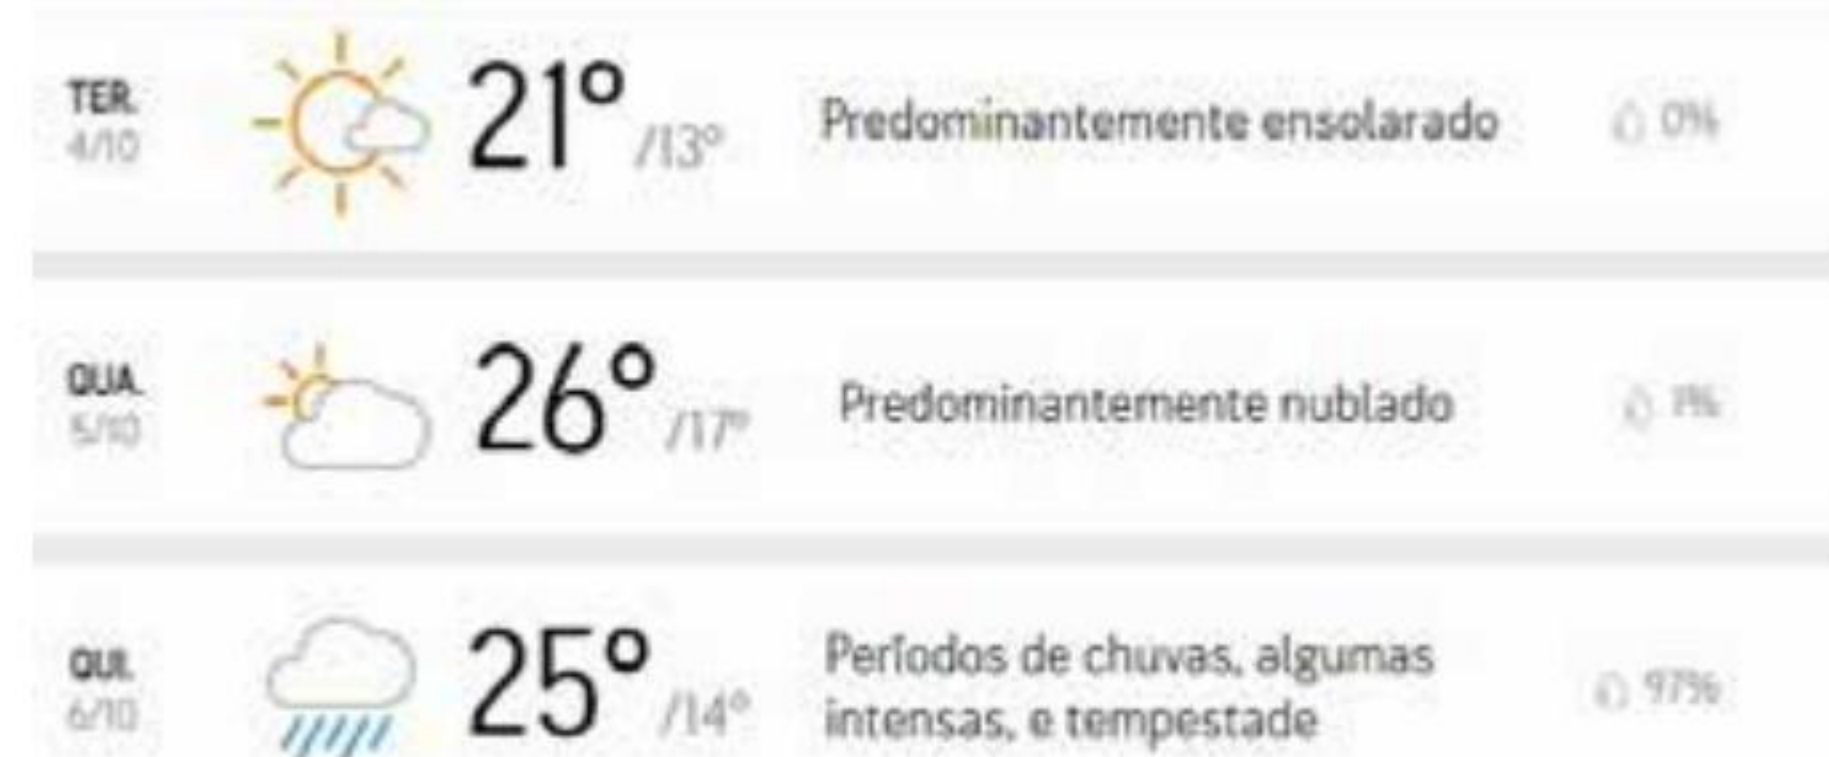 TER.
4/10
21°
/13°
Predominantemente ensolarado
0%
QUA.
5/10
26°
/17°
Predominantemente nublado
1%
QUI.
6/10
25°
/14°
Períodos de chuvas, algumas
intensas, e tempestade
97%